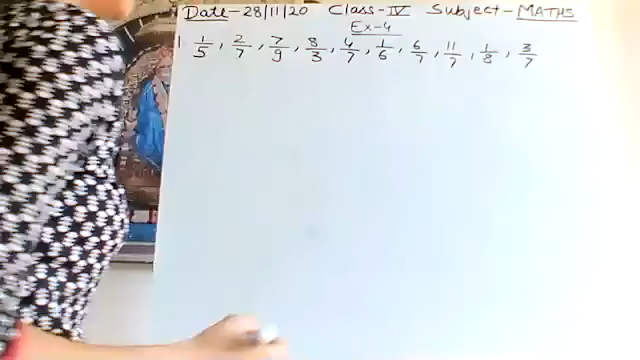 Date-28/11/20 Class-IV Subject-MATHS
Ex-4
1. 1/5, 2/7, 7/9, 8/3, 4/7, 1/6, 6/7, 11/7, 1/8, 3/7